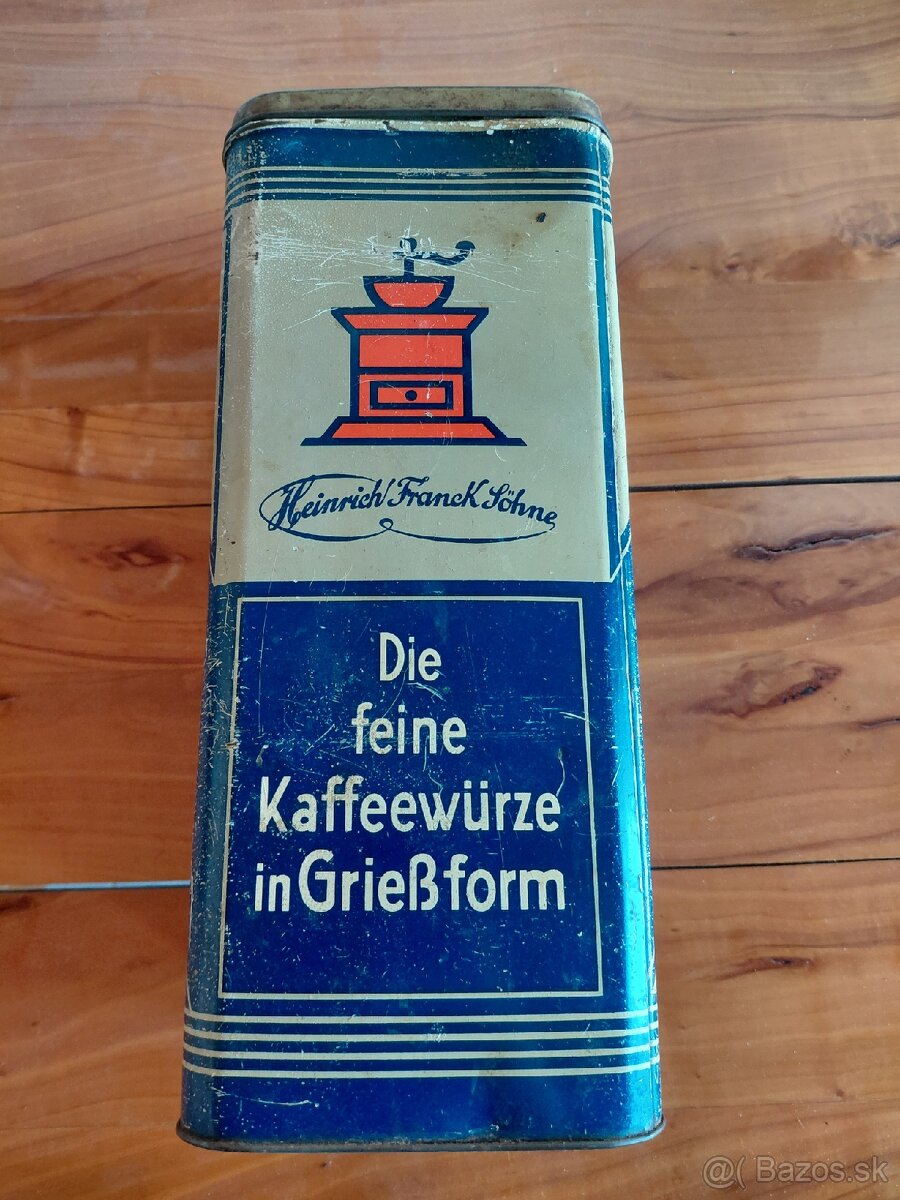 Heinrich Franck Söhne
Die
feine
Kaffeewürze
in Grießform
@( Bazos.sk